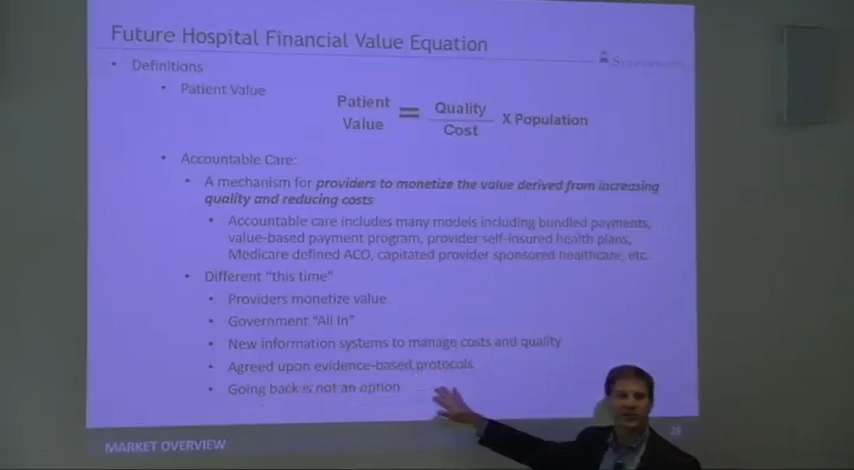 Future Hospital Financial Value Equation
• Definitions
• Patient Value
Patient Value = Quality / Cost X Population
• Accountable Care:
• A mechanism for providers to monetize the value derived from increasing
quality and reducing costs
• Accountable care includes many models including bundled payments,
value-based payment program, provider self-insured health plans,
Medicare defined ACO, capitated provider sponsored healthcare, etc.
• Different "this time"
• Providers monetize value
• Government "All In"
• New information systems to manage costs and quality
• Agreed upon evidence-based protocols
• Going back is not an option
MARKET OVERVIEW